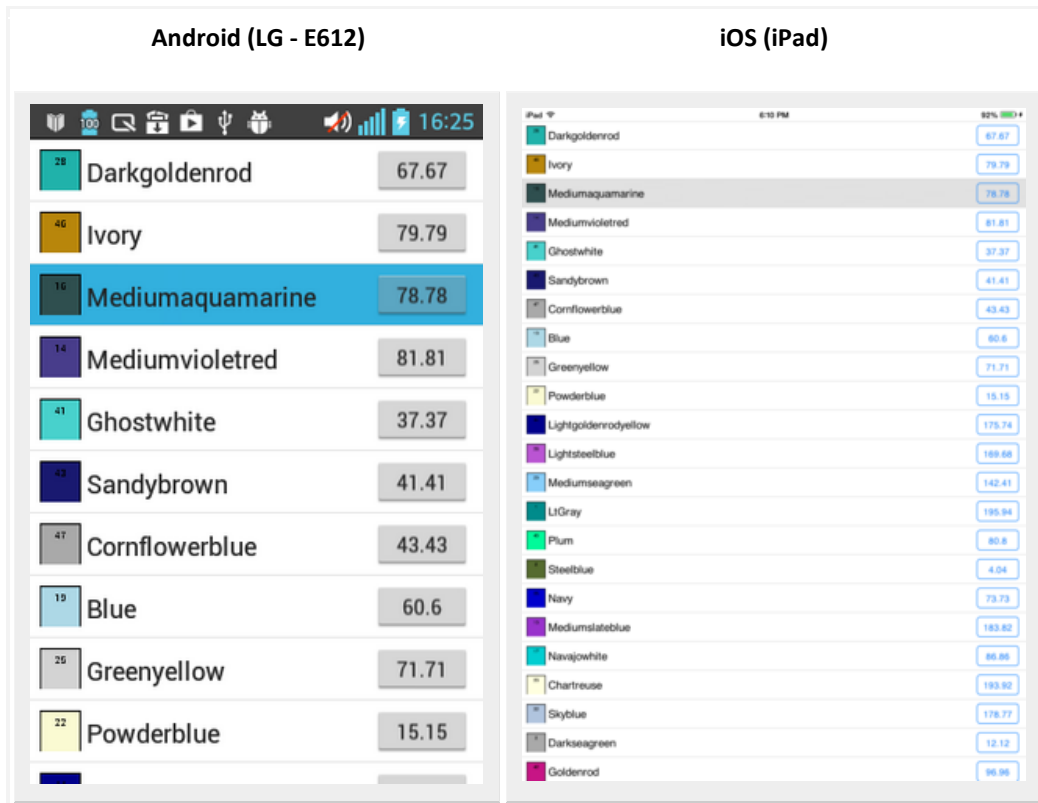 Android (LG - E612)
iOS (iPad)
100 16:25
28 Darkgoldenrod 67.67
46 Ivory 79.79
16 Mediumaquamarine 78.78
14 Mediumvioletred 81.81
41 Ghostwhite 37.37
43 Sandybrown 41.41
47 Cornflowerblue 43.43
19 Blue 60.6
25 Greenyellow 71.71
22 Powderblue 15.15
iPad 6:10 PM 92%
Darkgoldenrod 67.67
Ivory 79.79
Mediumaquamarine 78.78
Mediumvioletred 81.81
Ghostwhite 37.37
Sandybrown 41.41
Cornflowerblue 43.43
Blue 60.6
Greenyellow 71.71
Powderblue 15.15
Lightgoldenrodyellow 175.74
Lightsteelblue 169.68
Mediumseagreen 142.41
LtGray 195.94
Plum 80.8
Steelblue 4.04
Navy 73.73
Mediumslateblue 183.82
Navajowhite 86.86
Chartreuse 193.92
Skyblue 178.77
Darkseagreen 12.12
Goldenrod 96.96